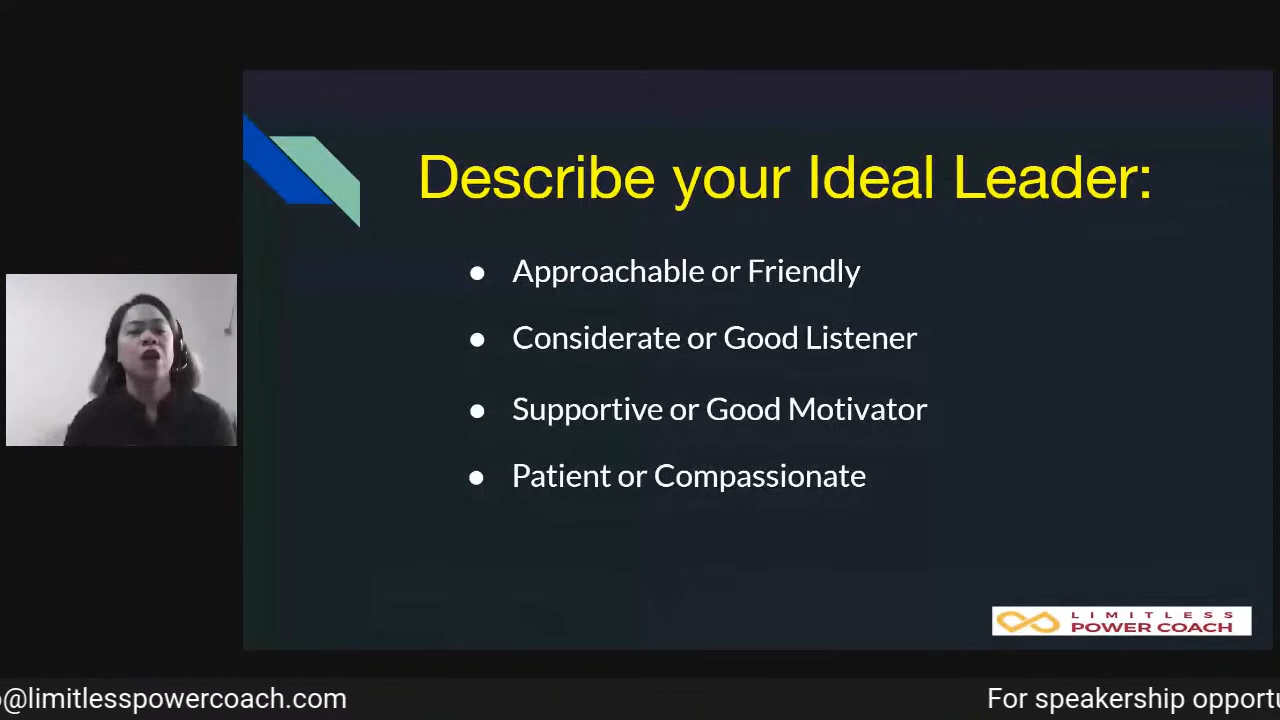 Describe your Ideal Leader:
● Approachable or Friendly
● Considerate or Good Listener
● Supportive or Good Motivator
● Patient or Compassionate
LIMITLESS
POWER COACH
@limitlesspowercoach.com
For speakership